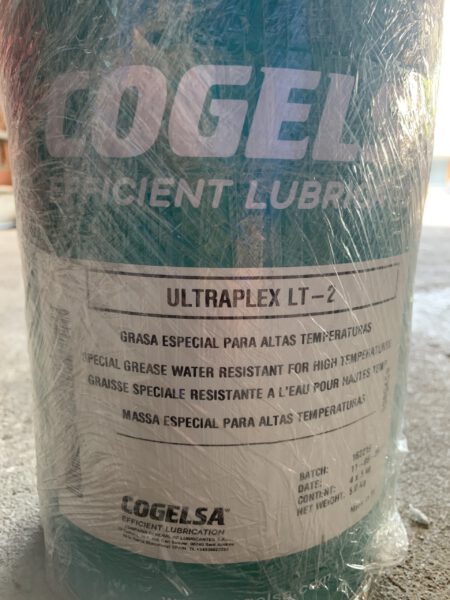 COGELS
EFFICIENT LUBRIC
ULTRAPLEX LT-2
GRASA ESPECIAL PARA ALTAS TEMPERATURAS
SPECIAL GREASE WATER RESISTANT FOR HIGH TEMPERATURES
GRAISSE SPECIALE RESISTANTE A L'EAU POUR HAUTES TEMP
MASSA ESPECIAL PARA ALTAS TEMPERATURAS
BATCH:
DATE:
CONTENT:
NET WEIGHT:
COGELSA
EFFICIENT LUBRICATION